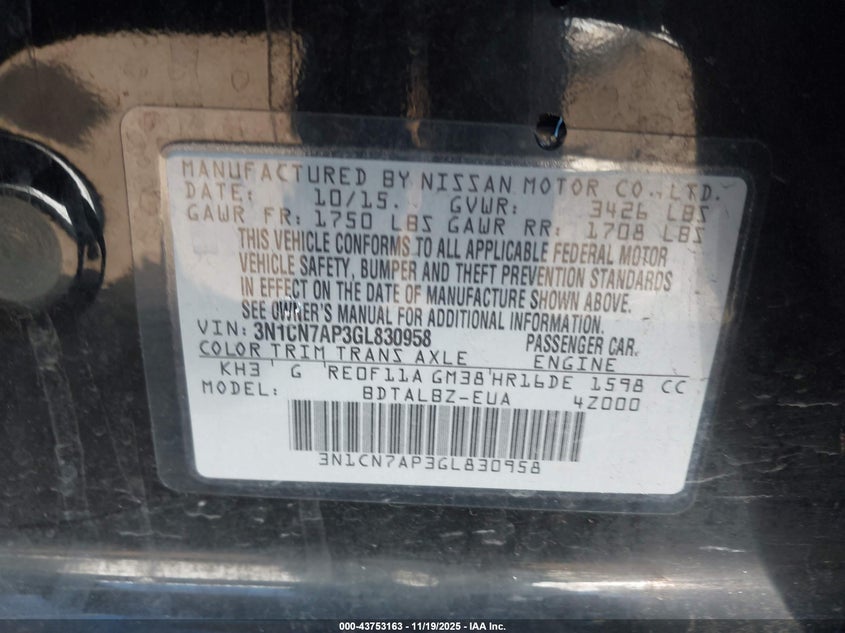 MANUFACTURED BY NISSAN MOTOR CO.,LTD.
DATE: 10/15. GVWR: 3426 LBS
GAWR FR: 1750 LBS GAWR RR: 1708 LBS
THIS VEHICLE CONFORMS TO ALL APPLICABLE FEDERAL MOTOR
VEHICLE SAFETY, BUMPER AND THEFT PREVENTION STANDARDS
IN EFFECT ON THE DATE OF MANUFACTURE SHOWN ABOVE.
SEE OWNER'S MANUAL FOR ADDITIONAL INFORMATION.
VIN: 3N1CN7AP3GL830958 PASSENGER CAR.
COLOR TRIM TRANS AXLE ENGINE
KH3 G RE0F11A GM38 HR16DE 1598 CC
MODEL: BDTALBZ-EUA 4Z000
3N1CN7AP3GL830958
000-43753163 - 11/19/2025 - IAA Inc.